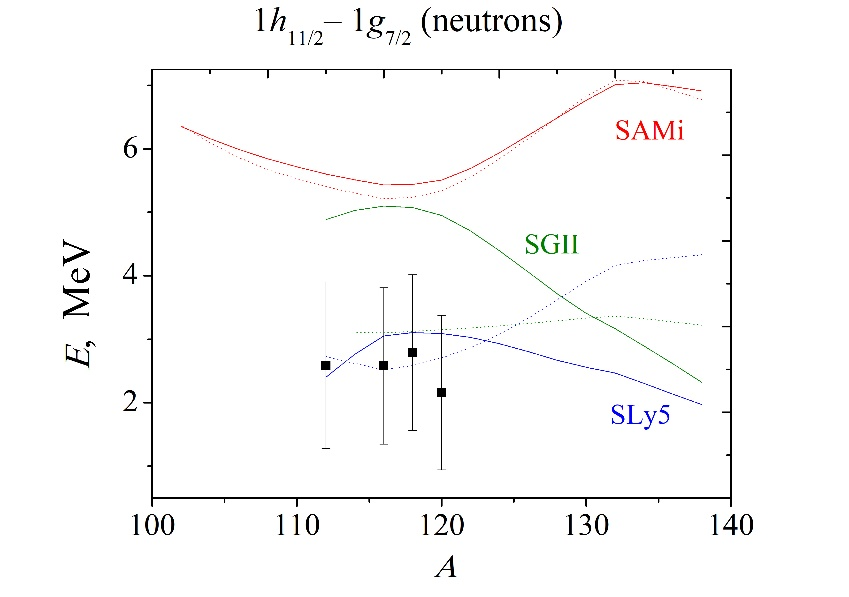 1h11/2– 1g7/2 (neutrons)
SAMi
6
SGII
E, MeV
4
2
SLy5
100 110 120 130 140
A